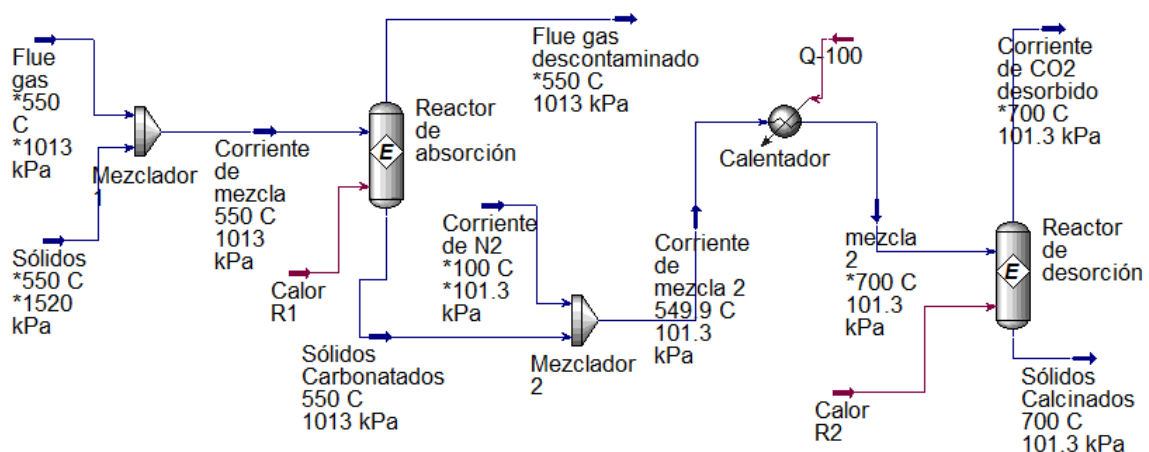 Flue
gas
*550
C
*1013
kPa
Mezclador
1
Sólidos
*550 C
*1520
kPa
Corriente
de
mezcla
550 C
1013
kPa
E
Reactor
de
absorción
Calor
R1
Flue gas
descontaminado
*550 C
1013 kPa
Sólidos
Carbonatados
550 C
1013 kPa
Corriente
de N2
*100 C
*101.3
kPa
Mezclador
2
Corriente
de
mezcla 2
549.9 C
101.3
kPa
Q-100
Calentador
mezcla
2
*700 C
101.3
kPa
Calor
R2
Corriente
de CO2
desorbido
*700 C
101.3 kPa
E
Reactor
de
desorción
Sólidos
Calcinados
700 C
101.3 kPa